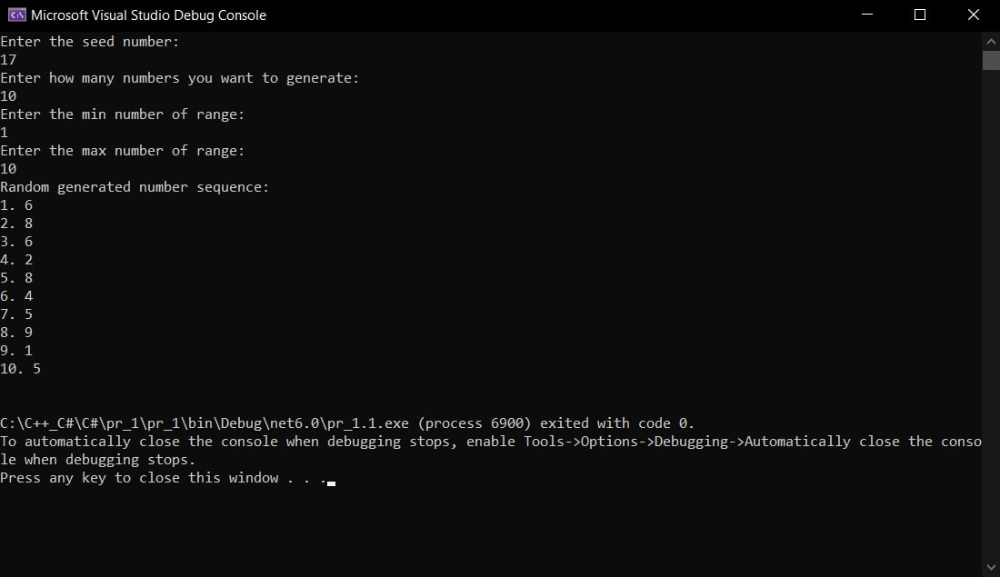 Microsoft Visual Studio Debug Console
Enter the seed number:
17
Enter how many numbers you want to generate:
10
Enter the min number of range:
1
Enter the max number of range:
10
Random generated number sequence:
1. 6
2. 8
3. 6
4. 2
5. 8
6. 4
7. 5
8. 9
9. 1
10. 5
C:\C++_C#\C#\pr_1\pr_1\bin\Debug\net6.0\pr_1.1.exe (process 6900) exited with code 0.
To automatically close the console when debugging stops, enable Tools->Options->Debugging->Automatically close the conso
le when debugging stops.
Press any key to close this window . . .